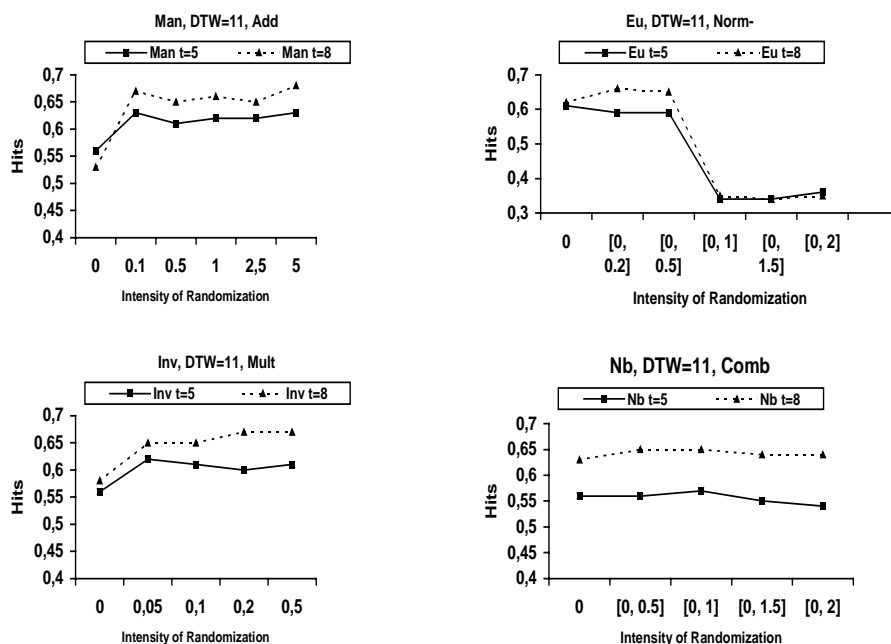 Man, DTW=11, Add
Man t=5 Man t=8
0,7
0,65
0,6
0,55
0,5
0,45
0,4
Hits
0 0.1 0.5 1 2,5 5
Intensity of Randomization
Eu, DTW=11, Norm-
Eu t=5 Eu t=8
0,7
0,6
0,5
0,4
0,3
Hits
0 [0, 0.2] [0, 0.5] [0, 1] [0, 1.5] [0, 2]
Intensity of Randomization
Inv, DTW=11, Mult
Inv t=5 Inv t=8
0,7
0,65
0,6
0,55
0,5
0,45
0,4
Hits
0 0,05 0,1 0,2 0,5
Intensity of Randomization
Nb, DTW=11, Comb
Nb t=5 Nb t=8
0,7
0,65
0,6
0,55
0,5
0,45
0,4
Hits
0 [0, 0.5] [0, 1] [0, 1.5] [0, 2]
Intensity of Randomization